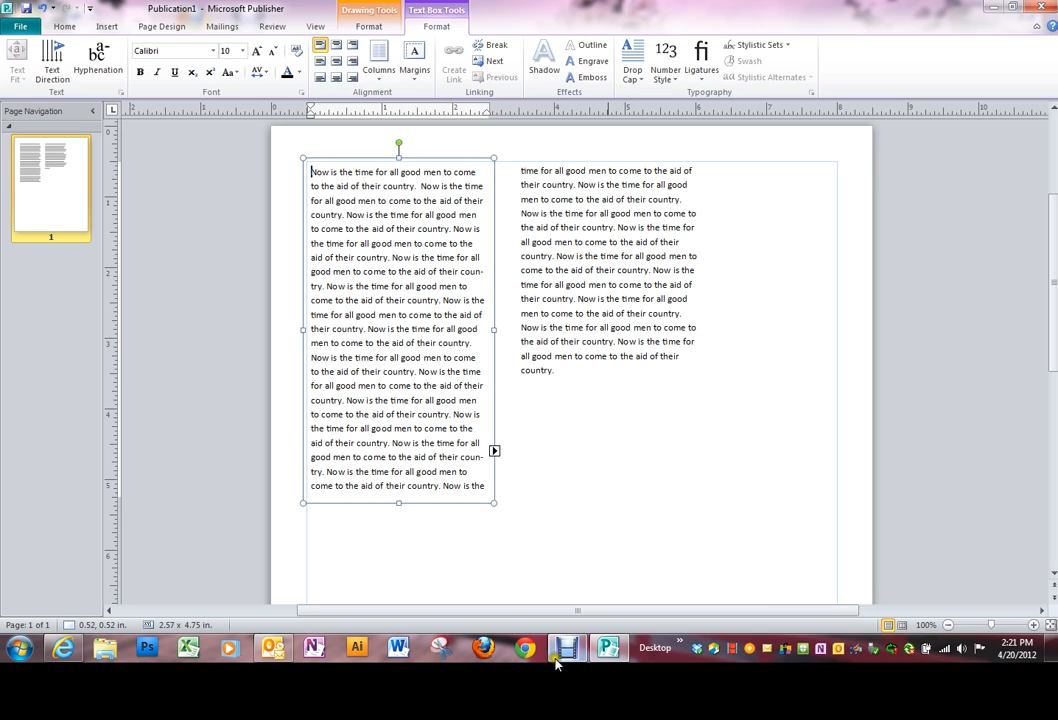 Publication1 - Microsoft Publisher
Drawing Tools
Text Box Tools
File
Home
Insert
Page Design
Mailings
Review
View
Format
Format
Text Fit
Text Direction
Hyphenation
Calibri
10
Text
Alignment
Columns
Margins
Create Link
Break
Next
Previous
Linking
Shadow
Outline
Engrave
Emboss
Effects
Drop Cap
Number Style
Ligatures
Stylistic Sets
Swash
Stylistic Alternates
Typography
Page Navigation
1
Now is the time for all good men to come
to the aid of their country.  Now is the time
for all good men to come to the aid of their
country. Now is the time for all good men
to come to the aid of their country. Now is
the time for all good men to come to the
aid of their country. Now is the time for all
good men to come to the aid of their coun-
try. Now is the time for all good men to
come to the aid of their country. Now is the
time for all good men to come to the aid of
their country. Now is the time for all good
men to come to the aid of their country.
Now is the time for all good men to come
to the aid of their country. Now is the time
for all good men to come to the aid of their
country. Now is the time for all good men
to come to the aid of their country. Now is
the time for all good men to come to the
aid of their country. Now is the time for all
good men to come to the aid of their coun-
try. Now is the time for all good men to
come to the aid of their country. Now is the
time for all good men to come to the aid of
their country. Now is the time for all good
men to come to the aid of their country.
Now is the time for all good men to come to
the aid of their country. Now is the time for
all good men to come to the aid of their
country. Now is the time for all good men to
come to the aid of their country. Now is the
time for all good men to come to the aid of
their country. Now is the time for all good
men to come to the aid of their country.
Now is the time for all good men to come to
the aid of their country. Now is the time for
all good men to come to the aid of their
country.
Page: 1 of 1
0.52, 0.52 in.
2.57 x 4.75 in.
100%
Desktop
2:21 PM
4/20/2012